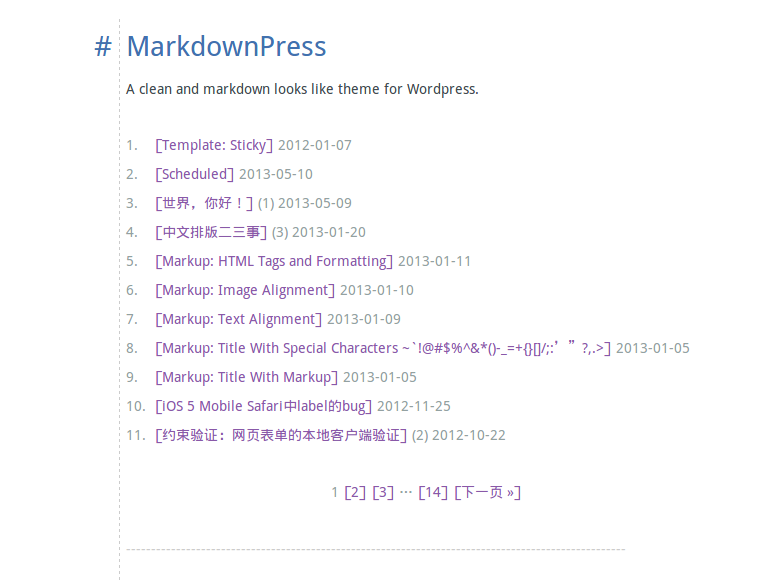 # MarkdownPress
A clean and markdown looks like theme for Wordpress.
1. [Template: Sticky] 2012-01-07
2. [Scheduled] 2013-05-10
3. [世界，你好！] (1) 2013-05-09
4. [中文排版二三事] (3) 2013-01-20
5. [Markup: HTML Tags and Formatting] 2013-01-11
6. [Markup: Image Alignment] 2013-01-10
7. [Markup: Text Alignment] 2013-01-09
8. [Markup: Title With Special Characters ~`!@#$%^&*()-_=+{}[]/;:’”?,.>] 2013-01-05
9. [Markup: Title With Markup] 2013-01-05
10. [iOS 5 Mobile Safari中label的bug] 2012-11-25
11. [约束验证：网页表单的本地客户端验证] (2) 2012-10-22
1 [2] [3] … [14] [下一页 »]